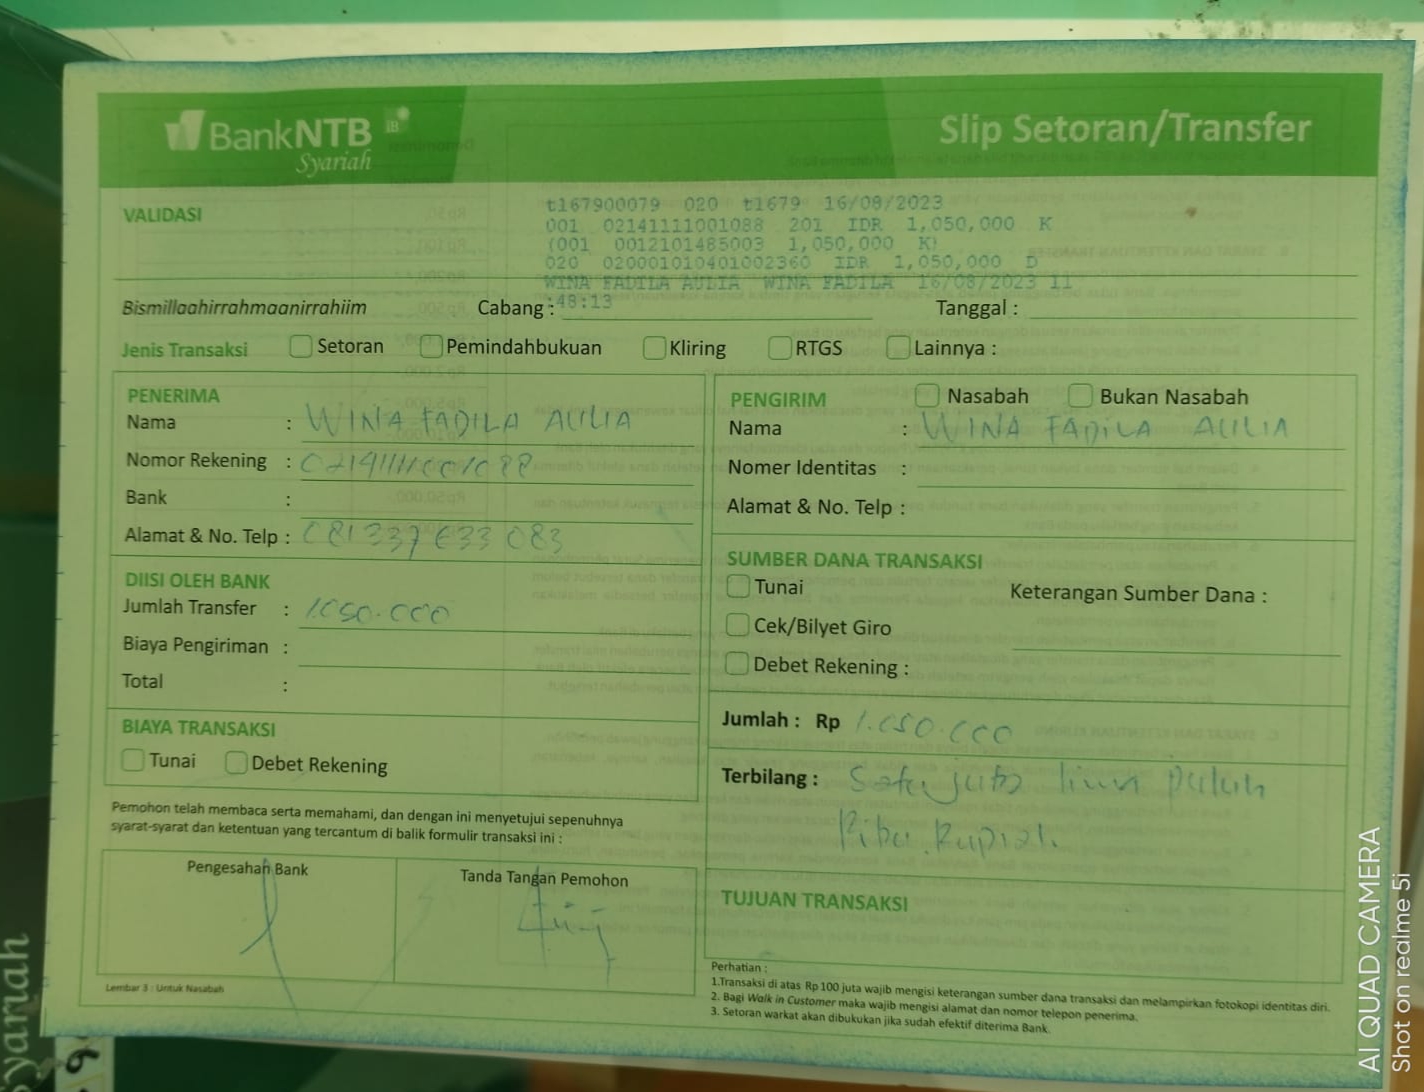 BankNTB iB
Syariah
Slip Setoran/Transfer
VALIDASI
t167900079 020 t1679 16/08/2023
001 02141111001088 201 IDR 1,050,000 K
(001 0012101485003 1,050,000 K)
020 020001010401002360 IDR 1,050,000 D
WINA FADILA AULIA WINA FADILA 16/08/2023 11
:48:13
Bismillaahirrahmaanirrahiim
Cabang :
Tanggal :
Jenis Transaksi Setoran Pemindahbukuan Kliring RTGS Lainnya :
PENERIMA
Nama : WINA FADILA AULIA
Nomor Rekening : 02141111001088
Bank :
Alamat & No. Telp : 081337633083
DIISI OLEH BANK
Jumlah Transfer : 1.050.000
Biaya Pengiriman :
Total :
BIAYA TRANSAKSI
Tunai Debet Rekening
Pemohon telah membaca serta memahami, dan dengan ini menyetujui sepenuhnya
syarat-syarat dan ketentuan yang tercantum di balik formulir transaksi ini :
Pengesahan Bank
Tanda Tangan Pemohon
Lembar 3 : Untuk Nasabah
PENGIRIM Nasabah Bukan Nasabah
Nama : WINA FADILA AULIA
Nomer Identitas :
Alamat & No. Telp :
SUMBER DANA TRANSAKSI
Tunai
Keterangan Sumber Dana :
Cek/Bilyet Giro
Debet Rekening :
Jumlah : Rp 1.050.000
Terbilang : Satu juta lima puluh
Ribu Rupiah.
TUJUAN TRANSAKSI
Perhatian :
1.Transaksi di atas Rp 100 juta wajib mengisi keterangan sumber dana transaksi dan melampirkan fotokopi identitas diri.
2. Bagi Walk in Customer maka wajib mengisi alamat dan nomor telepon penerima.
3. Setoran warkat akan dibukukan jika sudah efektif diterima Bank.
yariah
AI QUAD CAMERA
Shot on realme 5i